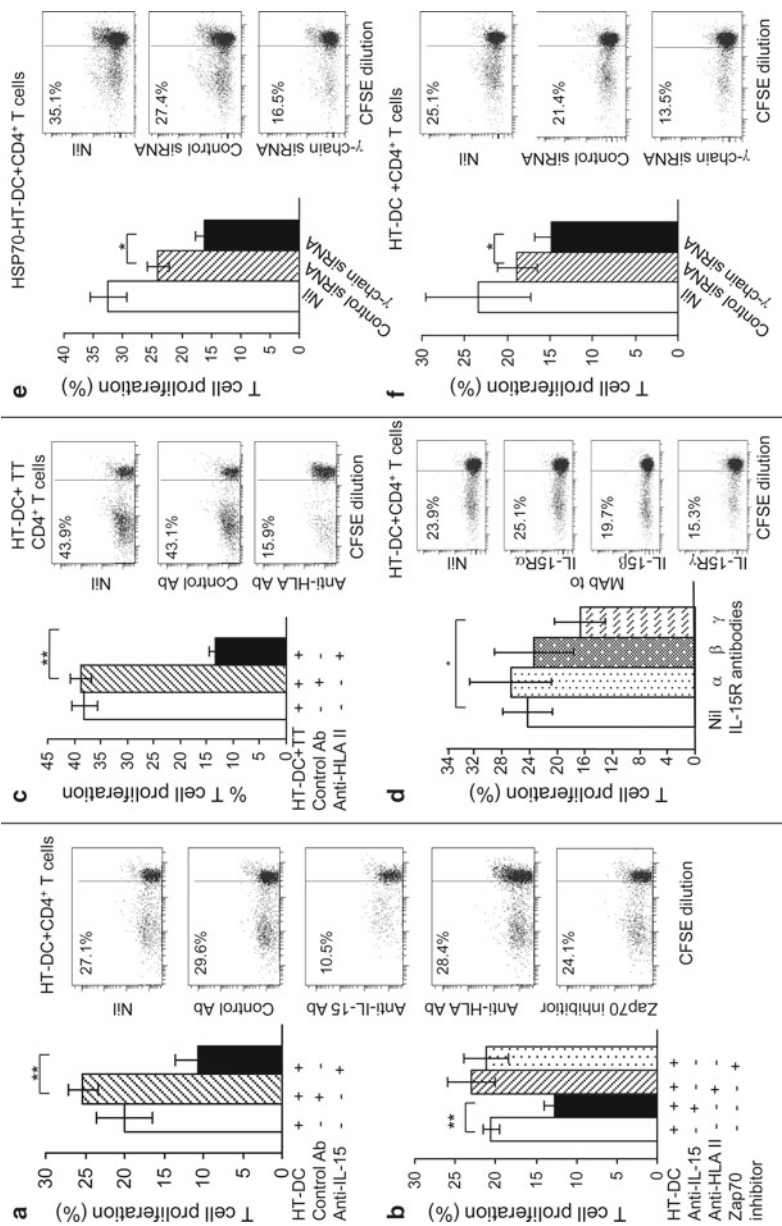 a
T cell proliferation (%)
30
25
20
15
10
5
0
**
HT-DC + + +
Control Ab - + -
Anti-IL-15 - - +
HT-DC+CD4+ T cells
27.1%
Nil
29.6%
Control Ab
10.5%
Anti-IL-15 Ab
28.4%
Anti-HLA Ab
24.1%
Zap70 inhibitior
CFSE dilution
b
T cell proliferation (%)
30
25
20
15
10
5
0
**
HT-DC + + + +
Anti-IL-15 - + - -
Anti-HLA II - - + -
Zap70 - - - +
inhibitor
c
% T cell proliferation
45
40
35
30
25
20
15
10
5
0
**
HT-DC+TT + + +
Control Ab - + -
Anti-HLA II - - +
HT-DC+ TT
CD4+ T cells
43.9%
Nil
43.1%
Control Ab
15.9%
Anti-HLA Ab
CFSE dilution
d
T cell proliferation (%)
34
30
26
22
18
14
10
8
4
0
*
Nil α β γ
IL-15R antibodies
HT-DC+CD4+ T cells
23.9%
Nil
25.1%
IL-15Rα
19.7%
IL-15β
15.3%
IL-15Rγ
MAb to
CFSE dilution
e
T cell proliferation (%)
40
35
30
25
20
15
10
5
0
*
Nil
Control siRNA
γ-chain siRNA
HSP70-HT-DC+CD4+ T cells
35.1%
Nil
27.4%
Control siRNA
16.5%
γ-chain siRNA
CFSE dilution
f
T cell proliferation (%)
30
25
20
15
10
5
0
*
Nil
Control siRNA
γ-chain siRNA
HT-DC +CD4+ T cells
25.1%
Nil
21.4%
Control siRNA
13.5%
γ-chain siRNA
CFSE dilution